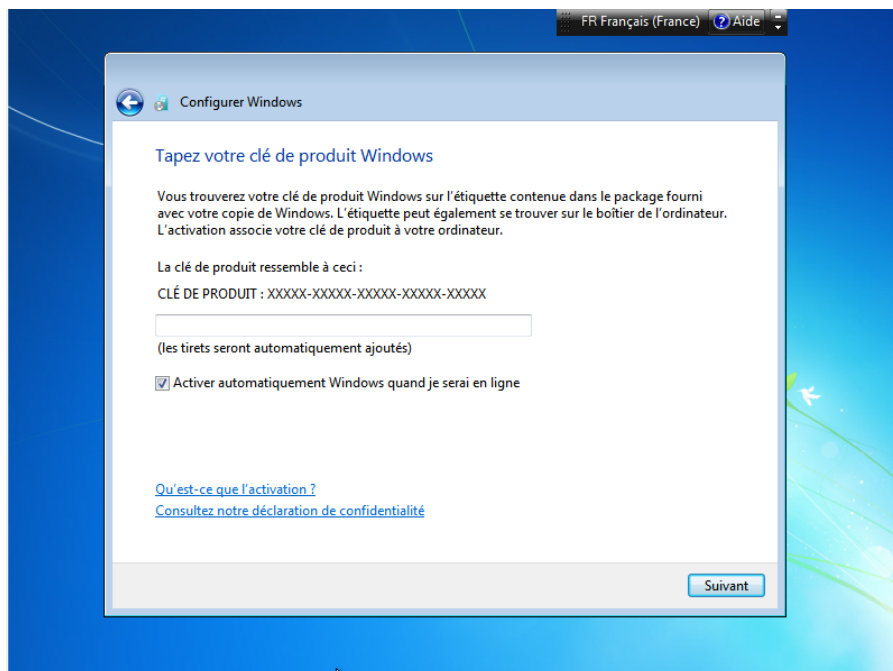 FR Français (France) Aide
Configurer Windows
Tapez votre clé de produit Windows
Vous trouverez votre clé de produit Windows sur l'étiquette contenue dans le package fourni
avec votre copie de Windows. L'étiquette peut également se trouver sur le boîtier de l'ordinateur.
L'activation associe votre clé de produit à votre ordinateur.
La clé de produit ressemble à ceci :
CLÉ DE PRODUIT : XXXXX-XXXXX-XXXXX-XXXXX-XXXXX
(les tirets seront automatiquement ajoutés)
Activer automatiquement Windows quand je serai en ligne
Qu'est-ce que l'activation ?
Consultez notre déclaration de confidentialité
Suivant